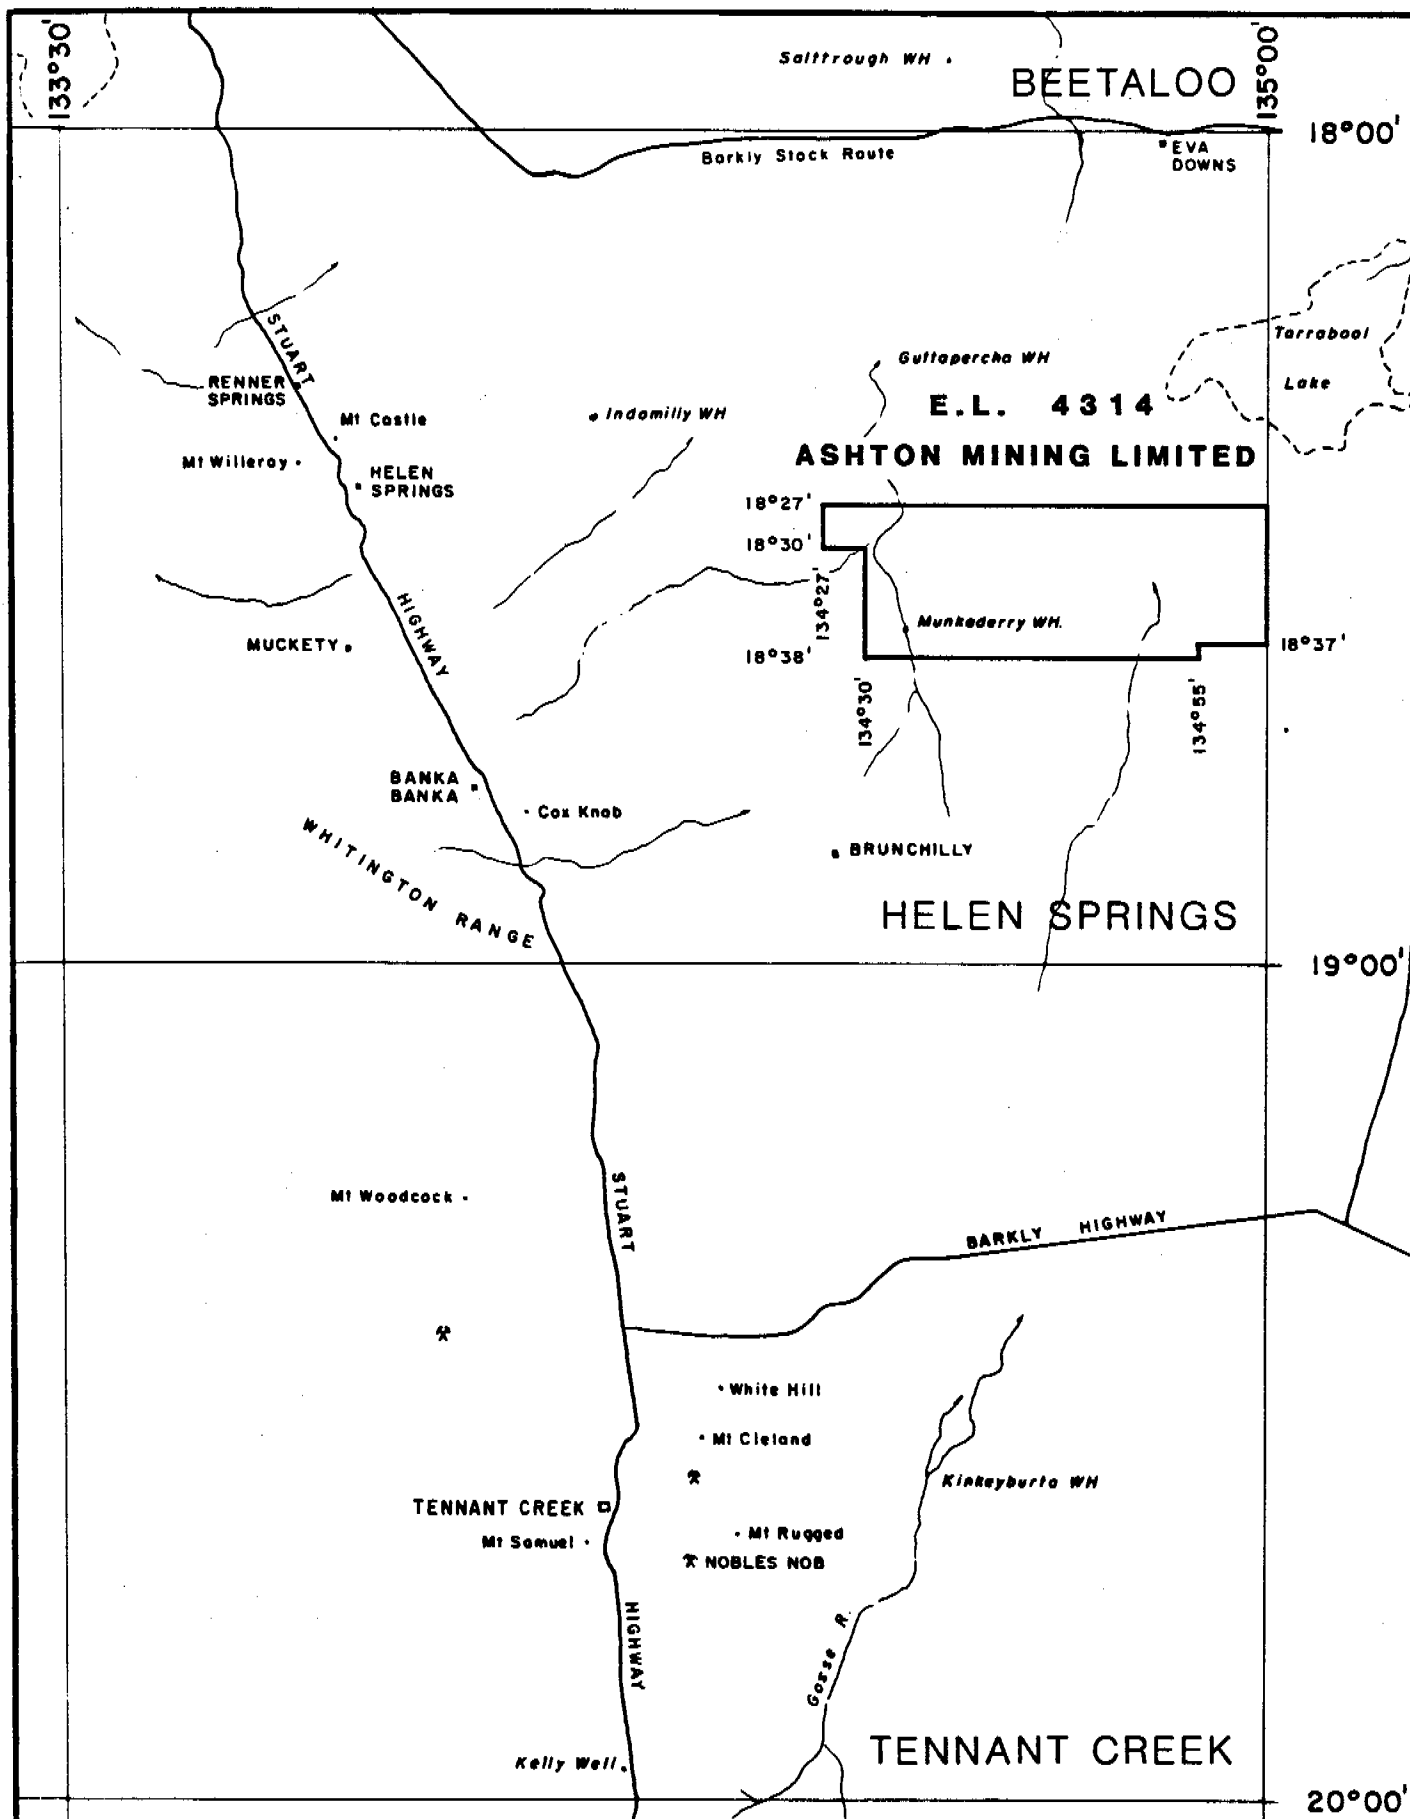 133°30'
Salttrough WH
BEETALOO
135°00'
18°00'
Barkly Stock Route
EVA
DOWNS
STUART
Tarrabool
Lake
Guttapercha WH
RENNER
SPRINGS
E.L. 4314
Indamilly WH
Mt Castle
ASHTON MINING LIMITED
Mt Willeray
HELEN
SPRINGS
18°27'
18°30'
134°27'
HIGHWAY
Munkaderry WH.
MUCKETY
18°38'
18°37'
134°30'
134°55'
BANKA
BANKA
Cox Knob
WHITINGTON RANGE
BRUNCHILLY
HELEN SPRINGS
19°00'
Mt Woodcock
STUART
BARKLY HIGHWAY
White Hill
Mt Cleland
Kinkeyburta WH
TENNANT CREEK
Mt Samuel
Mt Rugged
NOBLES NOB
HIGHWAY
Gosse R.
TENNANT CREEK
Kelly Well
20°00'